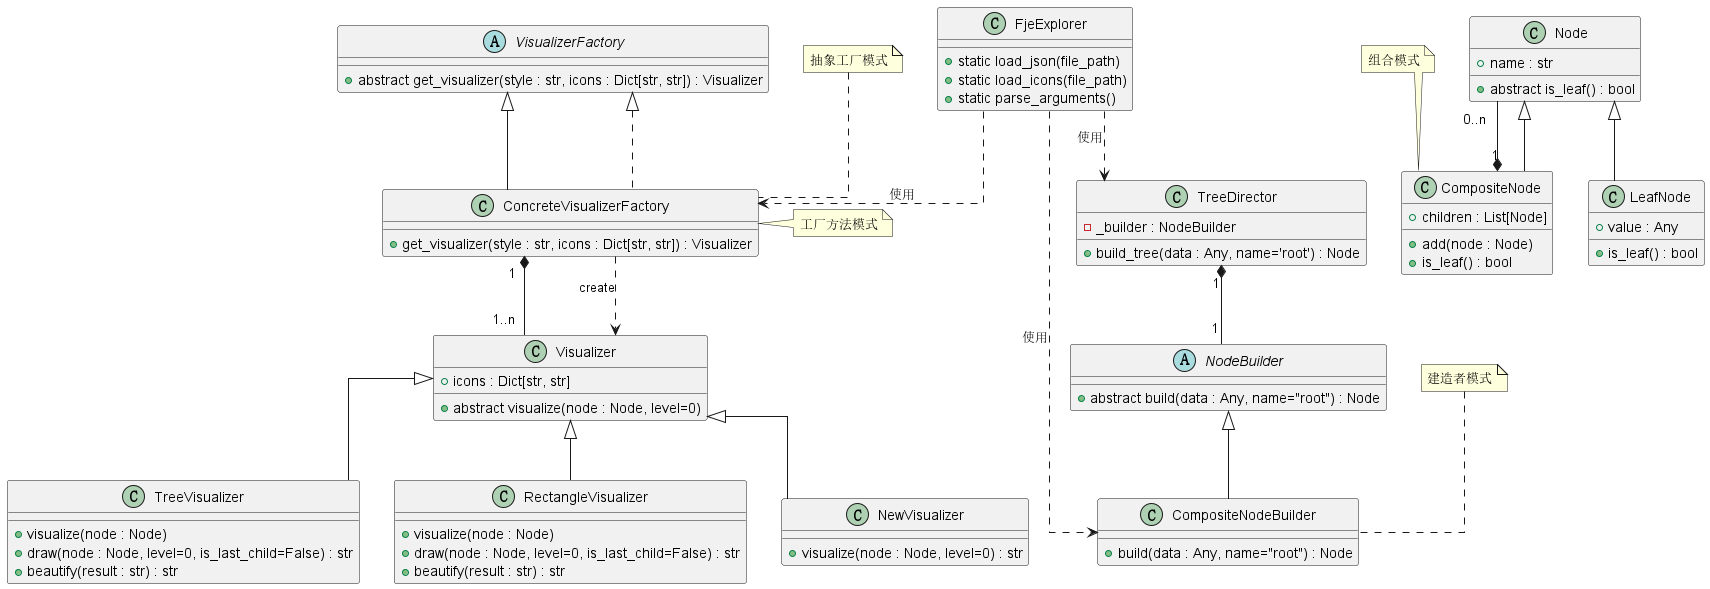 C FjeExplorer
static load_json(file_path)
static load_icons(file_path)
static parse_arguments()
A VisualizerFactory
abstract get_visualizer(style : str, icons : Dict[str, str]) : Visualizer
抽象工厂模式
组合模式
C Node
name : str
abstract is_leaf() : bool
0..n
1
使用
使用
C ConcreteVisualizerFactory
get_visualizer(style : str, icons : Dict[str, str]) : Visualizer
工厂方法模式
C TreeDirector
_builder : NodeBuilder
build_tree(data : Any, name='root') : Node
C CompositeNode
children : List[Node]
add(node : Node)
is_leaf() : bool
C LeafNode
value : Any
is_leaf() : bool
1
create
1..n
1
1
使用
C Visualizer
icons : Dict[str, str]
abstract visualize(node : Node, level=0)
A NodeBuilder
abstract build(data : Any, name="root") : Node
建造者模式
C TreeVisualizer
visualize(node : Node)
draw(node : Node, level=0, is_last_child=False) : str
beautify(result : str) : str
C RectangleVisualizer
visualize(node : Node)
draw(node : Node, level=0, is_last_child=False) : str
beautify(result : str) : str
C NewVisualizer
visualize(node : Node, level=0) : str
C CompositeNodeBuilder
build(data : Any, name="root") : Node